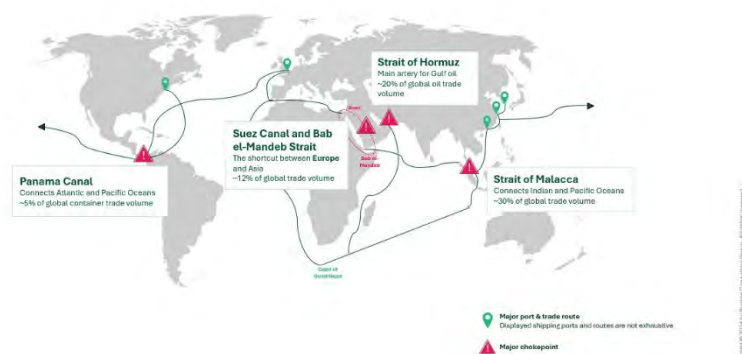 Strait of Hormuz
Main artery for Gulf oil
~20% of global oil trade
volume
Suez Canal and Bab
el-Mandeb Strait
The shortcut between Europe
and Asia
~12% of global trade volume
Panama Canal
Connects Atlantic and Pacific Oceans
~5% of global container trade volume
Strait of Malacca
Connects Indian and Pacific Oceans
~30% of global trade volume
Cape of
Good Hope
Major port & trade route
Displayed shipping ports and routes are not exhaustive
Major chokepoint